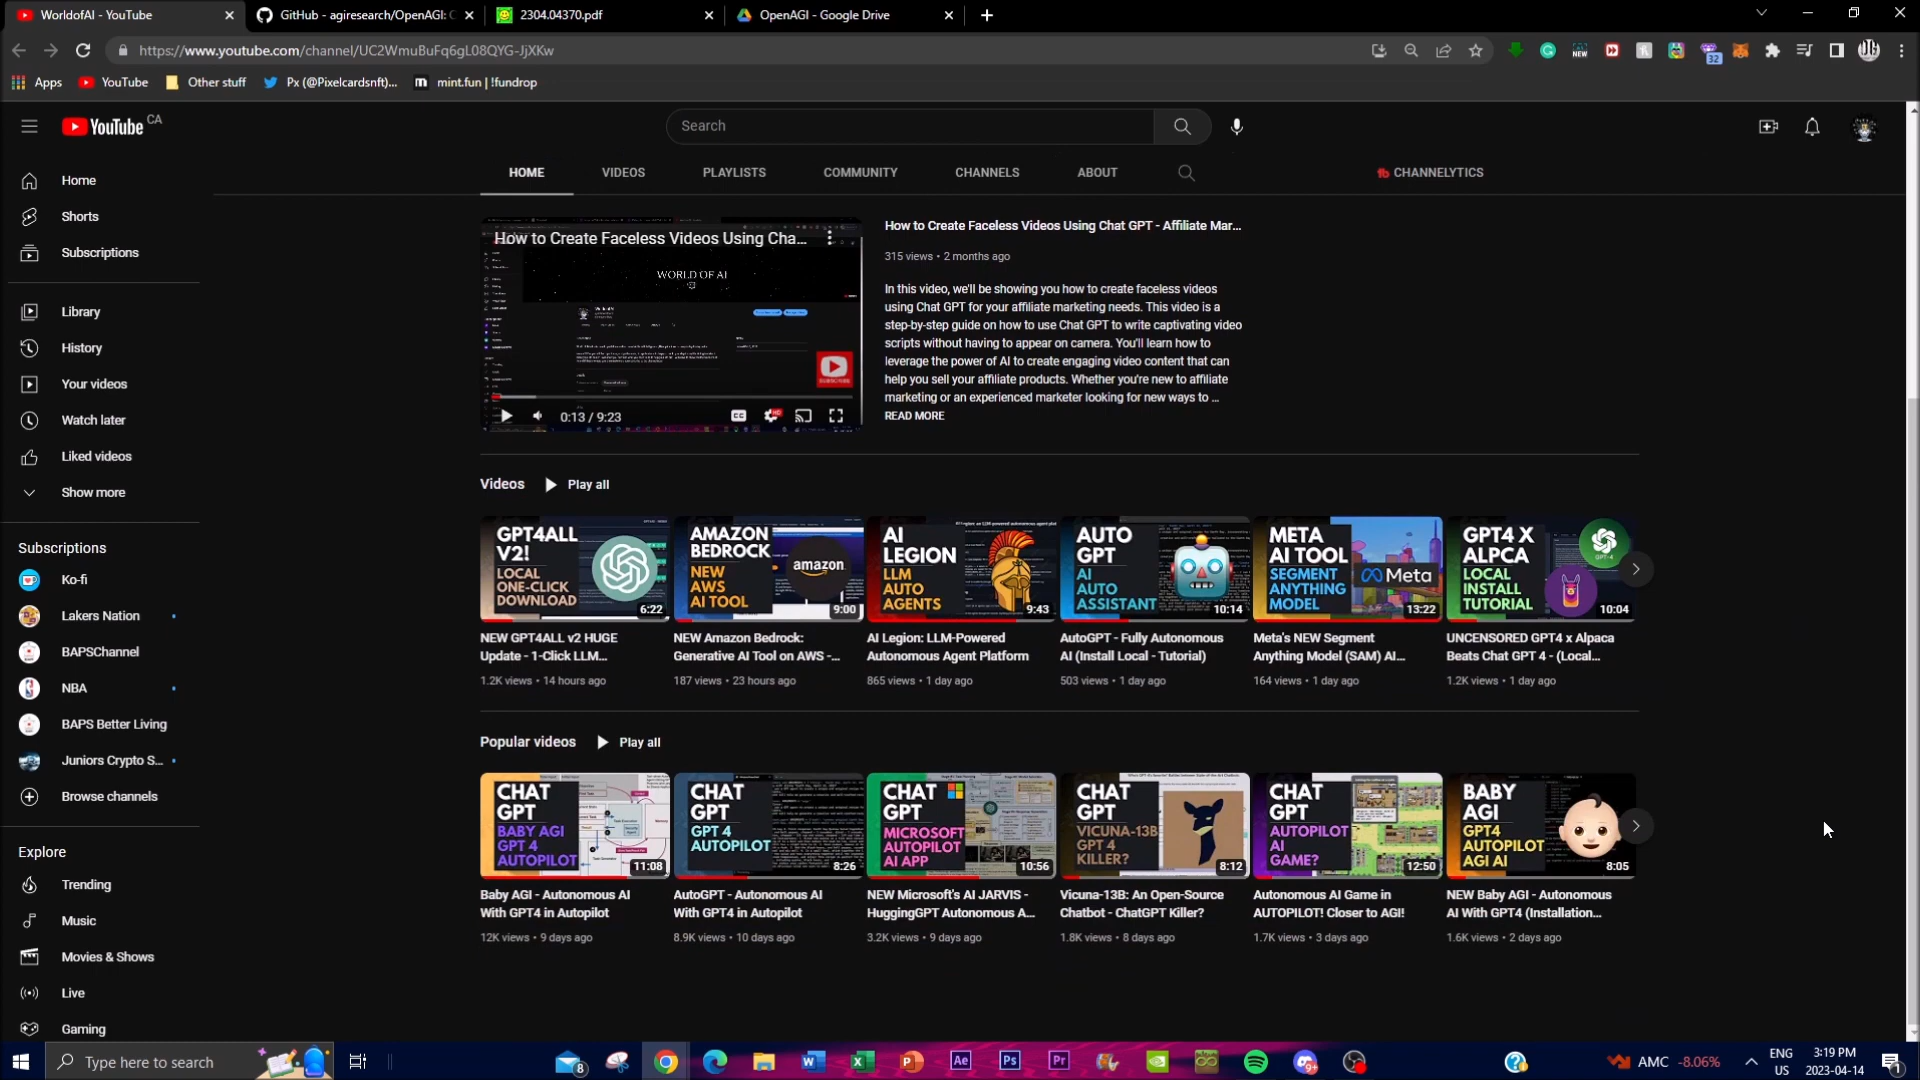 WorldofAI - YouTube
GitHub - agiresearch/OpenAGI: C
2304.04370.pdf
OpenAGI - Google Drive
https://www.youtube.com/channel/UC2WmuBuFq6gL08QYG-JjXKw
NEW
32
Apps
YouTube
Other stuff
Px (@Pixelcardsnft)...
mint.fun | !fundrop
YouTube CA
Search
HOME
VIDEOS
PLAYLISTS
COMMUNITY
CHANNELS
ABOUT
CHANNELYTICS
Home
Shorts
Subscriptions
Library
History
Your videos
Watch later
Liked videos
Show more
Subscriptions
Ko-fi
Lakers Nation
BAPSChannel
NBA
BAPS Better Living
Juniors Crypto S...
Browse channels
Explore
Trending
Music
Movies & Shows
Live
Gaming
How to Create Faceless Videos Using Cha...
WORLD OF AI
SUBSCRIBE
0:13 / 9:23
CC
HD
How to Create Faceless Videos Using Chat GPT - Affiliate Mar...
315 views • 2 months ago
In this video, we'll be showing you how to create faceless videos
using Chat GPT for your affiliate marketing needs. This video is a
step-by-step guide on how to use Chat GPT to write captivating video
scripts without having to appear on camera. You'll learn how to
leverage the power of AI to create engaging video content that can
help you sell your affiliate products. Whether you're new to affiliate
marketing or an experienced marketer looking for new ways to ...
READ MORE
Videos
Play all
GPT4ALL
V2!
LOCAL
ONE-CLICK
DOWNLOAD
6:22
NEW GPT4ALL v2 HUGE
Update - 1-Click LLM...
1.2K views • 14 hours ago
AMAZON
BEDROCK
NEW
AWS
AI TOOL
amazon
9:00
NEW Amazon Bedrock:
Generative AI Tool on AWS -...
187 views • 23 hours ago
AI
LEGION
LLM
AUTO
AGENTS
9:43
AI Legion: LLM-Powered
Autonomous Agent Platform
865 views • 1 day ago
AUTO
GPT
AI
AUTO
ASSISTANT
10:14
AutoGPT - Fully Autonomous
AI (Install Local - Tutorial)
503 views • 1 day ago
META
AI TOOL
SEGMENT
ANYTHING
MODEL
Meta
13:22
Meta's NEW Segment
Anything Model (SAM) AI...
164 views • 1 day ago
GPT4 X
ALPCA
LOCAL
INSTALL
TUTORIAL
10:04
UNCENSORED GPT4 x Alpaca
Beats Chat GPT 4 - (Local...
1.2K views • 1 day ago
Popular videos
Play all
CHAT
GPT
BABY AGI
GPT 4
AUTOPILOT
11:08
Baby AGI - Autonomous AI
With GPT4 in Autopilot
12K views • 9 days ago
CHAT
GPT
GPT 4
AUTOPILOT
8:26
AutoGPT - Autonomous AI
With GPT4 in Autopilot
8.9K views • 10 days ago
CHAT
GPT
MICROSOFT
AUTOPILOT
AI APP
10:56
NEW Microsoft's AI JARVIS -
HuggingGPT Autonomous A...
3.2K views • 9 days ago
CHAT
GPT
VICUNA-13B
GPT 4
KILLER?
8:12
Vicuna-13B: An Open-Source
Chatbot - ChatGPT Killer?
1.8K views • 8 days ago
CHAT
GPT
AUTOPILOT
AI
GAME?
12:50
Autonomous AI Game in
AUTOPILOT! Closer to AGI!
1.7K views • 3 days ago
BABY
AGI
GPT4
AUTOPILOT
AGI AI
8:05
NEW Baby AGI - Autonomous
AI With GPT4 (Installation...
1.6K views • 2 days ago
Type here to search
8
Ae
Ps
Pr
9+
AMC -8.06%
ENG
US
3:19 PM
2023-04-14
1